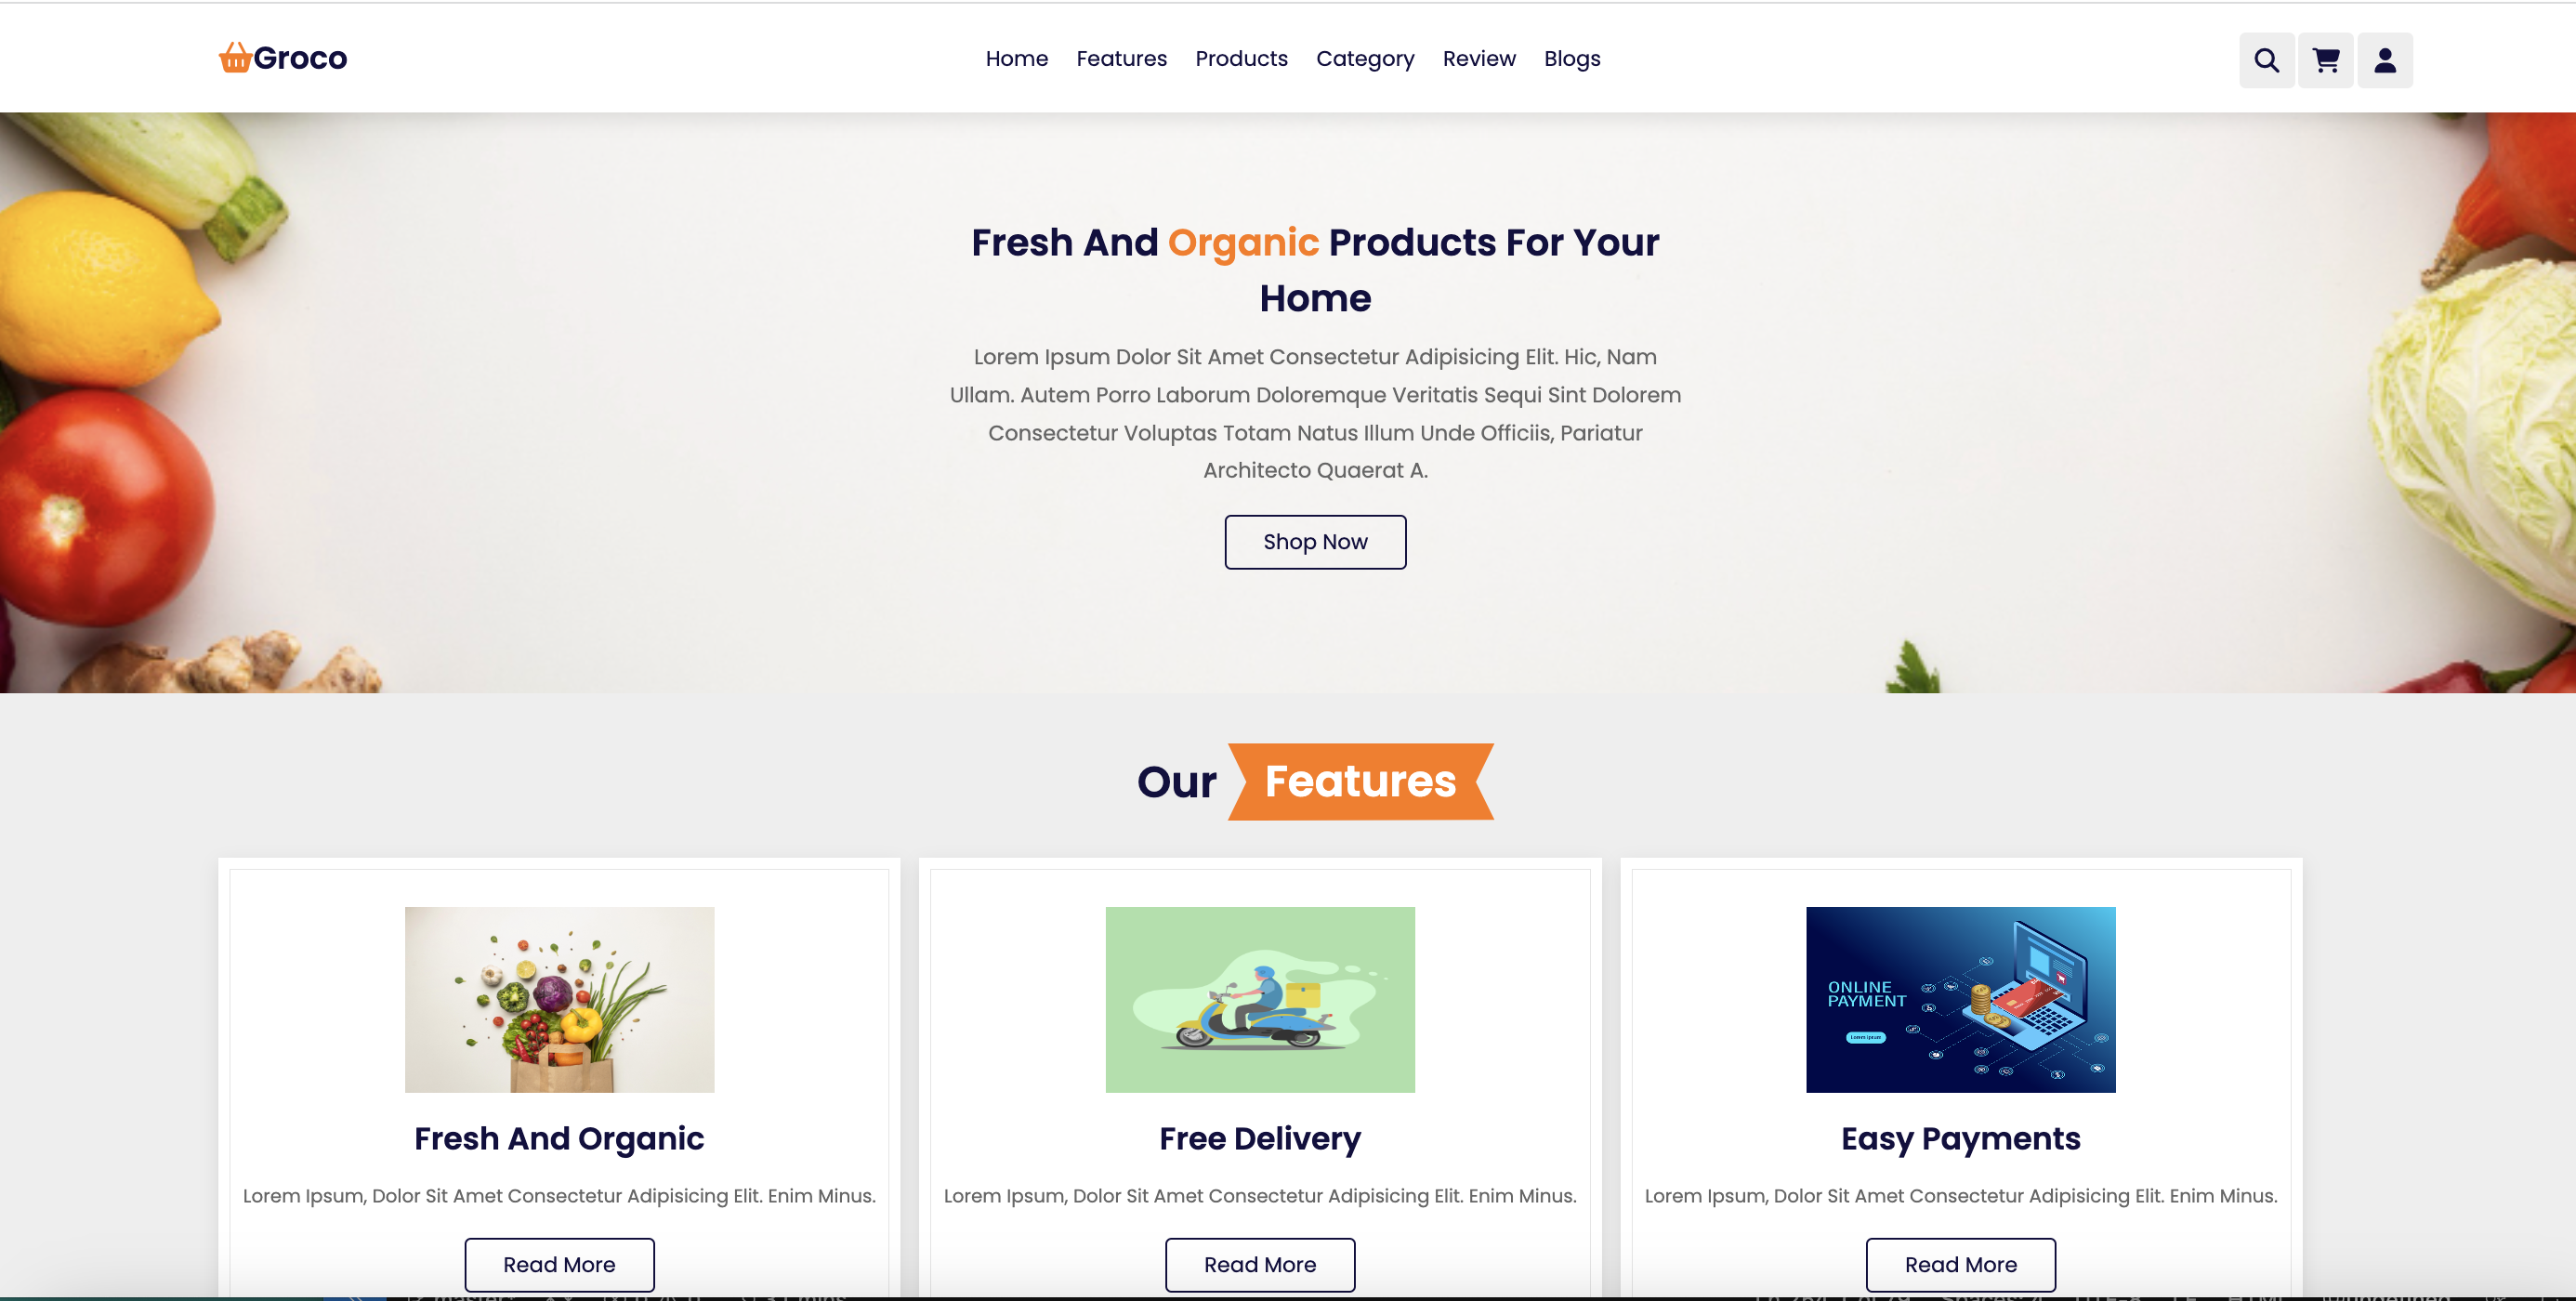 Groco
Home Features Products Category Review Blogs
Fresh And Organic Products For Your
Home
Lorem Ipsum Dolor Sit Amet Consectetur Adipisicing Elit. Hic, Nam
Ullam. Autem Porro Laborum Doloremque Veritatis Sequi Sint Dolorem
Consectetur Voluptas Totam Natus Illum Unde Officiis, Pariatur
Architecto Quaerat A.
Shop Now
Our Features
ONLINE
PAYMENT
Lorem Ipsum
Fresh And Organic
Free Delivery
Easy Payments
Lorem Ipsum, Dolor Sit Amet Consectetur Adipisicing Elit. Enim Minus.
Lorem Ipsum, Dolor Sit Amet Consectetur Adipisicing Elit. Enim Minus.
Lorem Ipsum, Dolor Sit Amet Consectetur Adipisicing Elit. Enim Minus.
Read More
Read More
Read More